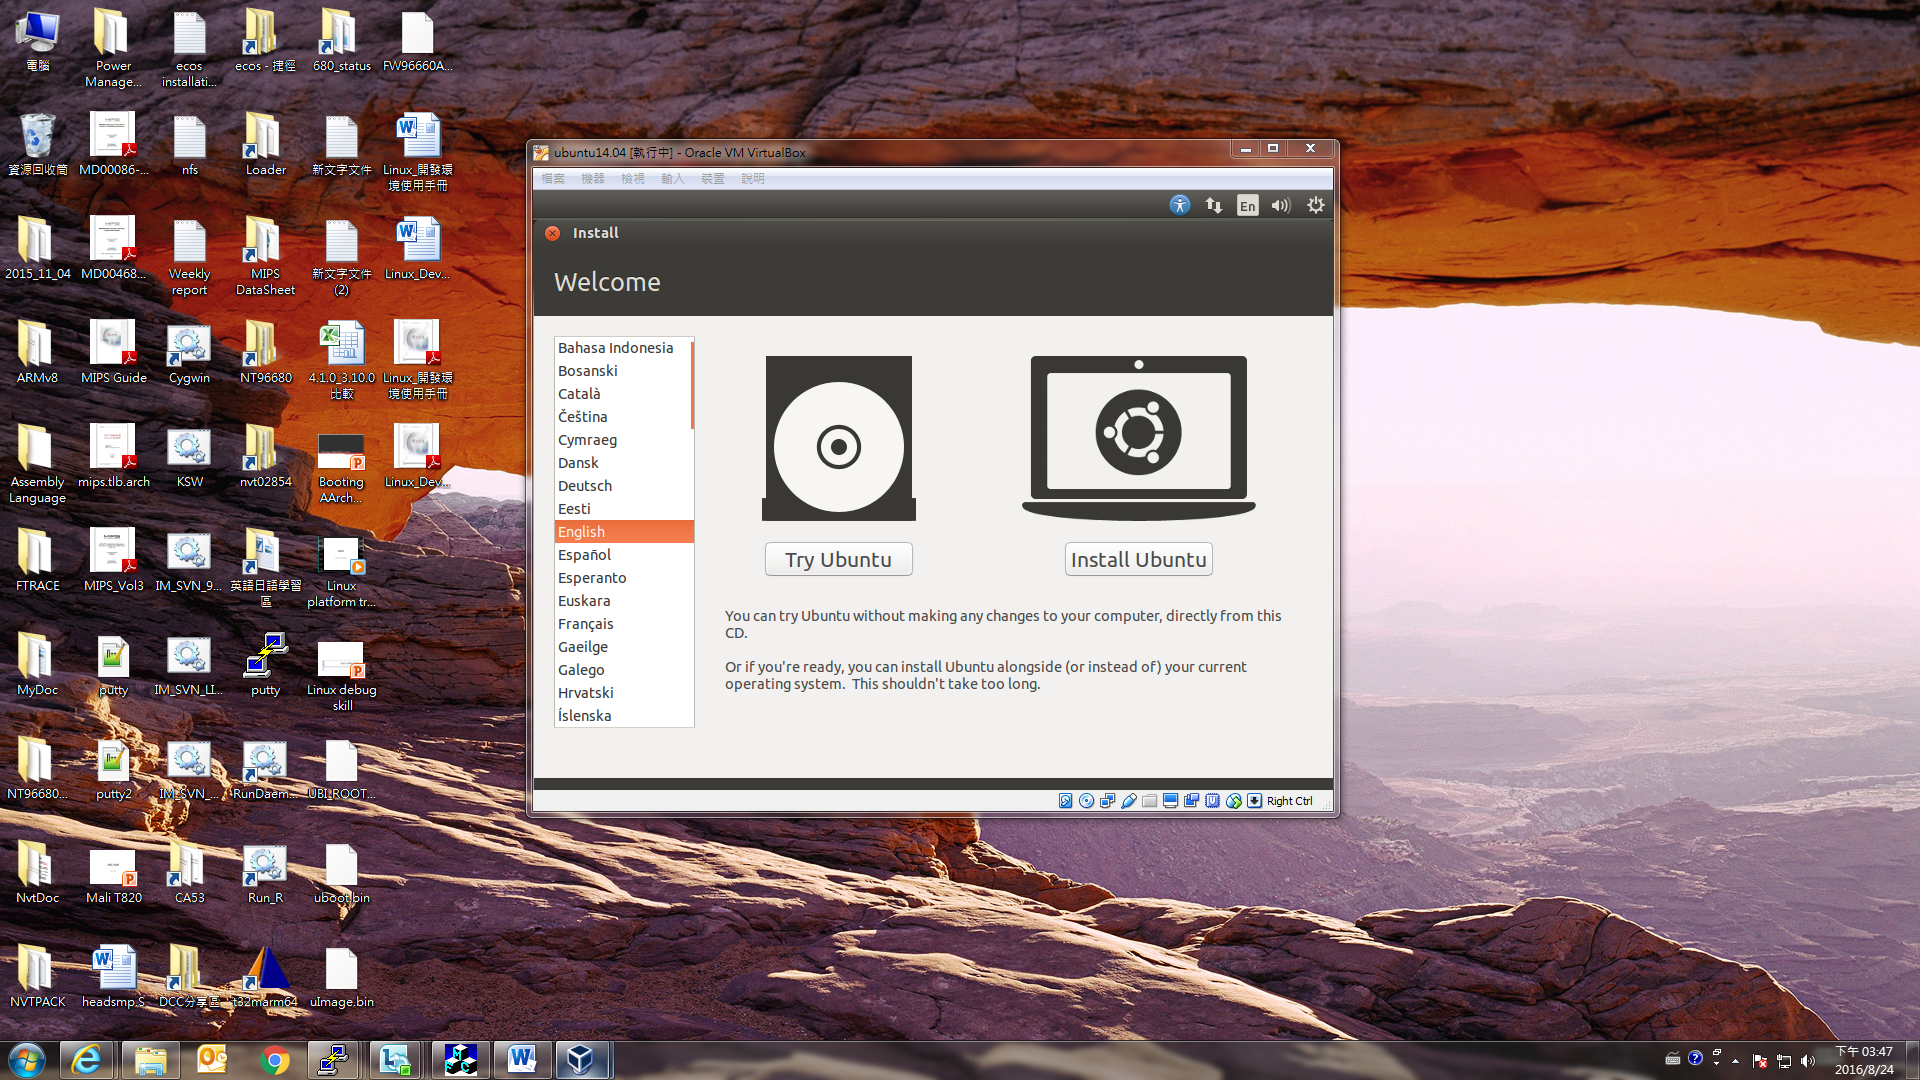 電腦
Power
Manage...
ecos
installati...
ecos - 捷徑
680_status
FW96660A...
資源回收筒
MD00086-...
nfs
Loader
新文字文件
Linux_開發環
境使用手冊
2015_11_04
MD00468...
Weekly
report
MIPS
DataSheet
新文字文件
(2)
Linux_Dev...
ARMv8
MIPS Guide
Cygwin
NT96680
4.1.0_3.10.0
比較
Linux_開發環
境使用手冊
Assembly
Language
mips.tlb.arch
KSW
nvt02854
Booting
AArch...
Linux_Dev...
FTRACE
MIPS_Vol3
IM_SVN_9...
英語日語學習
區
Linux
platform tr...
MyDoc
putty
IM_SVN_LI...
putty
Linux debug
skill
NT96680...
putty2
IM_SVN_...
RunDaem...
UBI_ROOT...
NvtDoc
Mali T820
CA53
Run_R
uboot.bin
NVTPACK
headsmp.S
DCC分享區
t32marm64
uImage.bin
ubuntu14.04 [執行中] - Oracle VM VirtualBox
檔案 機器 檢視 輸入 裝置 說明
En
Install
Welcome
Bahasa Indonesia
Bosanski
Català
Čeština
Cymraeg
Dansk
Deutsch
Eesti
English
Español
Esperanto
Euskara
Français
Gaeilge
Galego
Hrvatski
Íslenska
Try Ubuntu
Install Ubuntu
You can try Ubuntu without making any changes to your computer, directly from this
CD.
Or if you're ready, you can install Ubuntu alongside (or instead of) your current
operating system.  This shouldn't take too long.
Right Ctrl
下午 03:47
2016/8/24